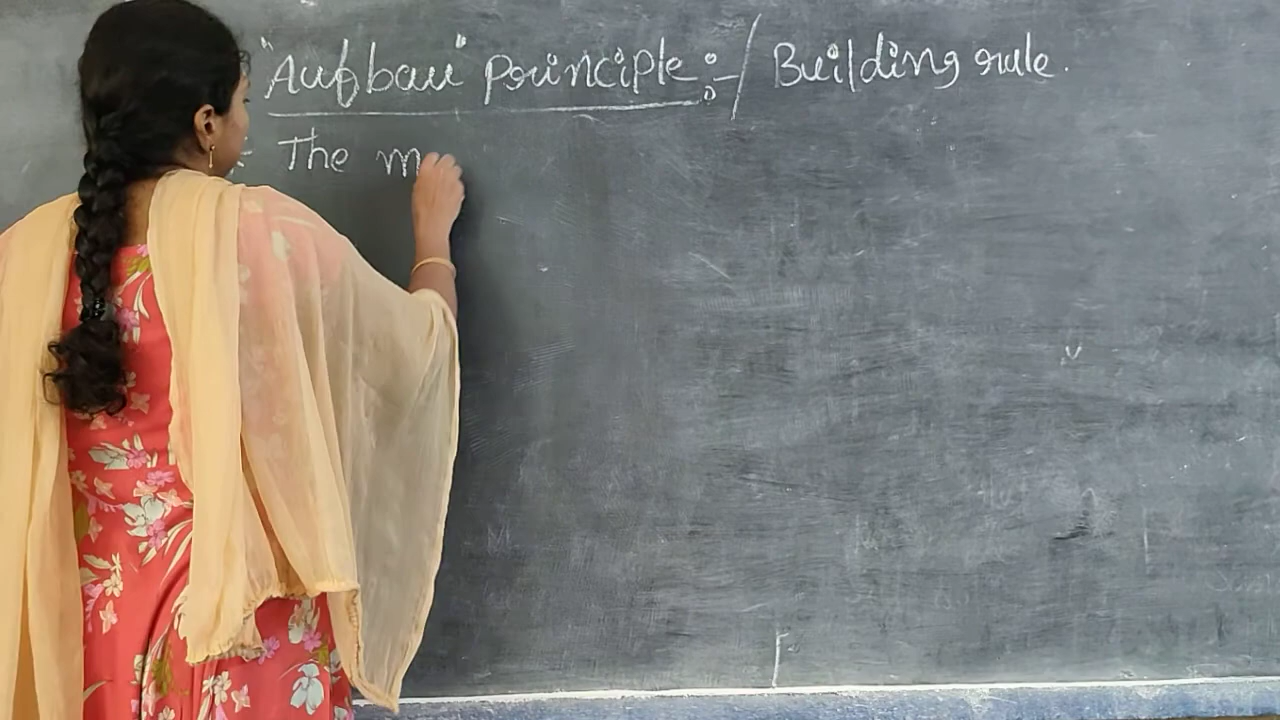 "Aufbau" principle :-/ Building rule.
:- The m